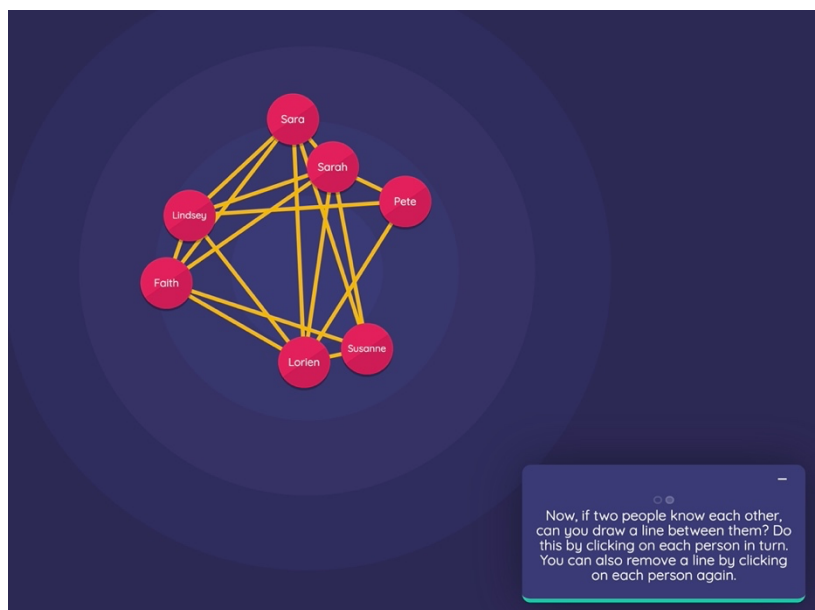 Sara
Sarah
Pete
Lindsey
Faith
Susanne
Lorien
Now, if two people know each other,
can you draw a line between them? Do
this by clicking on each person in turn.
You can also remove a line by clicking
on each person again.